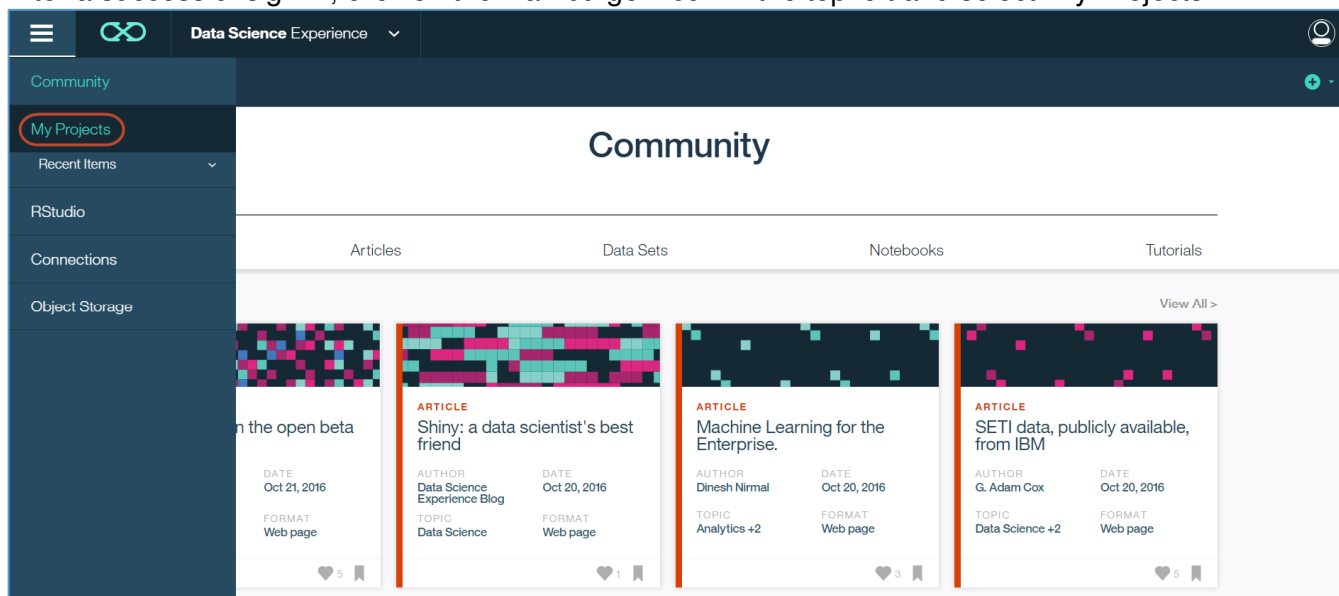 Data Science Experience
Community
My Projects
Recent Items
RStudio
Connections
Object Storage
Community
Articles
Data Sets
Notebooks
Tutorials
View All >
n the open beta
DATE
Oct 21, 2016
FORMAT
Web page
5
ARTICLE
Shiny: a data scientist's best
friend
AUTHOR
DATE
Data Science
Experience Blog
Oct 20, 2016
TOPIC
FORMAT
Data Science
Web page
1
ARTICLE
Machine Learning for the
Enterprise.
AUTHOR
DATE
Dinesh Nirmal
Oct 20, 2016
TOPIC
FORMAT
Analytics +2
Web page
3
ARTICLE
SETI data, publicly available,
from IBM
AUTHOR
DATE
G. Adam Cox
Oct 20, 2016
TOPIC
FORMAT
Data Science +2
Web page
5